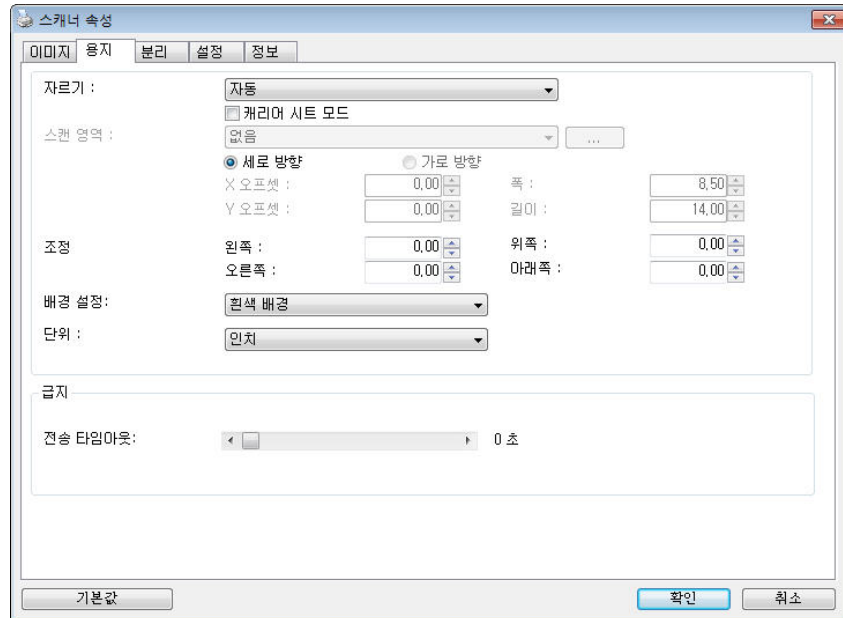 스캐너 속성
이미지 용지 분리 설정 정보
자르기 : 자동
캐리어 시트 모드
스캔 영역 : 없음 ...
세로 방향 가로 방향
X 오프셋 : 0,00 폭 : 8,50
Y 오프셋 : 0,00 길이 : 14,00
조정 왼쪽 : 0,00 위쪽 : 0,00
오른쪽 : 0,00 아래쪽 : 0,00
배경 설정: 흰색 배경
단위 : 인치
급지
전송 타임아웃: 0 초
기본값 확인 취소